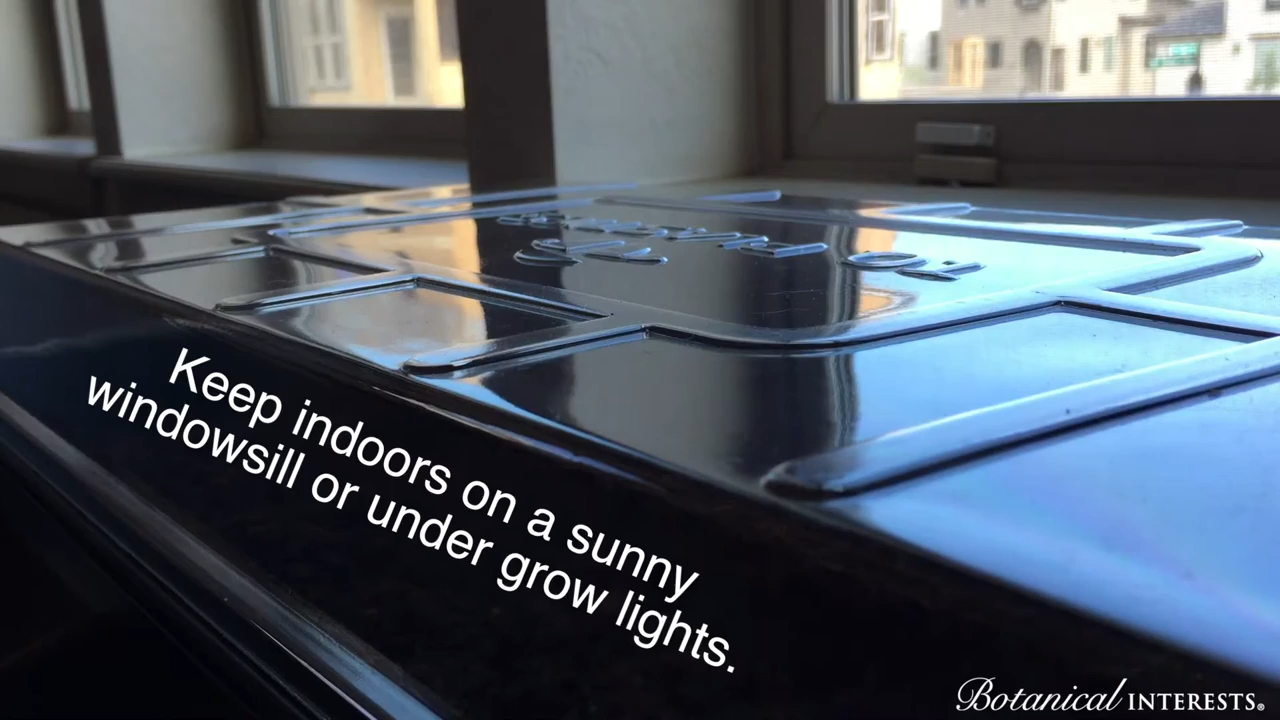 Keep indoors on a sunny
windowsill or under grow lights.
Botanical INTERESTS®